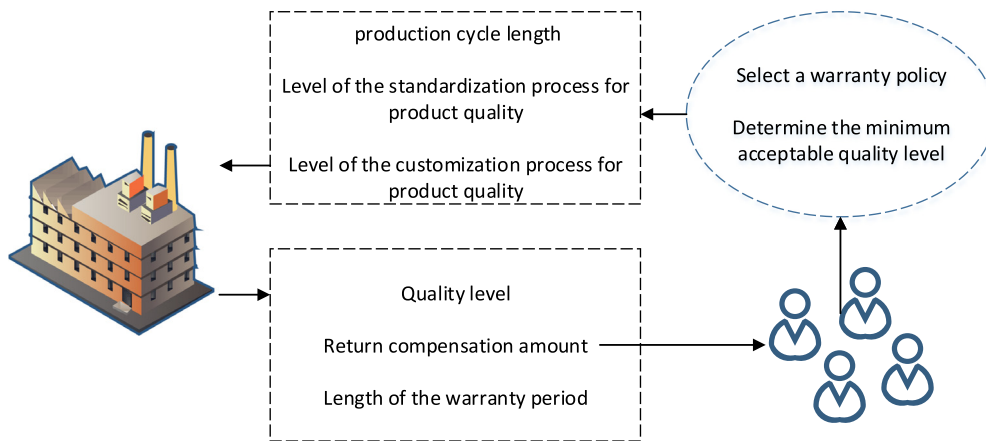 production cycle length
Level of the standardization process for
product quality
Level of the customization process for
product quality
Select a warranty policy
Determine the minimum
acceptable quality level
Quality level
Return compensation amount
Length of the warranty period